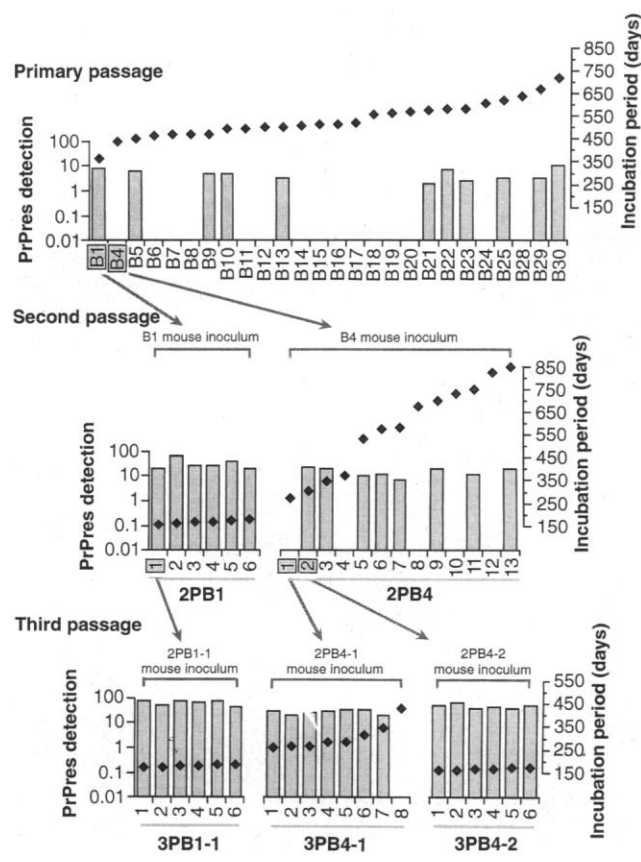 Primary passage
PrPres detection
100
10
1
0.1
0.01
850
750
650
550
450
350
250
150
Incubation period (days)
B1 B4 B5 B6 B7 B8 B9 B10 B11 B12 B13 B14 B15 B16 B17 B18 B19 B20 B21 B22 B23 B24 B25 B28 B29 B30
Second passage
B1 mouse inoculum
B4 mouse inoculum
PrPres detection
100
10
1
0.1
0.01
850
750
650
550
450
350
250
150
Incubation period (days)
1 2 3 4 5 6
1 2 3 4 5 6 7 8 9 10 11 12 13
2PB1
2PB4
Third passage
2PB1-1
mouse inoculum
2PB4-1
mouse inoculum
2PB4-2
mouse inoculum
PrPres detection
100
10
1
0.1
0.01
550
450
350
250
150
Incubation period (days)
1 2 3 4 5 6
1 2 3 4 5 6 7 8
1 2 3 4 5 6
3PB1-1
3PB4-1
3PB4-2